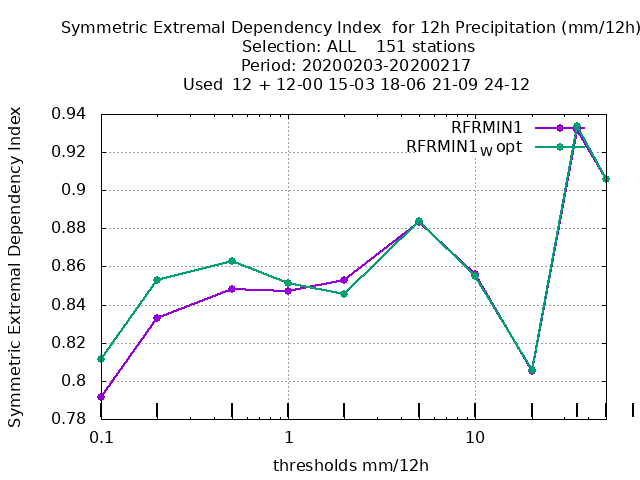 Symmetric Extremal Dependency Index  for 12h Precipitation (mm/12h)
Selection: ALL    151 stations
Period: 20200203-20200217
Used  12 + 12-00 15-03 18-06 21-09 24-12
Symmetric Extremal Dependency Index
0.94
0.92
0.9
0.88
0.86
0.84
0.82
0.8
0.78
RFRMIN1
RFRMIN1W opt
0.1
1
10
thresholds mm/12h